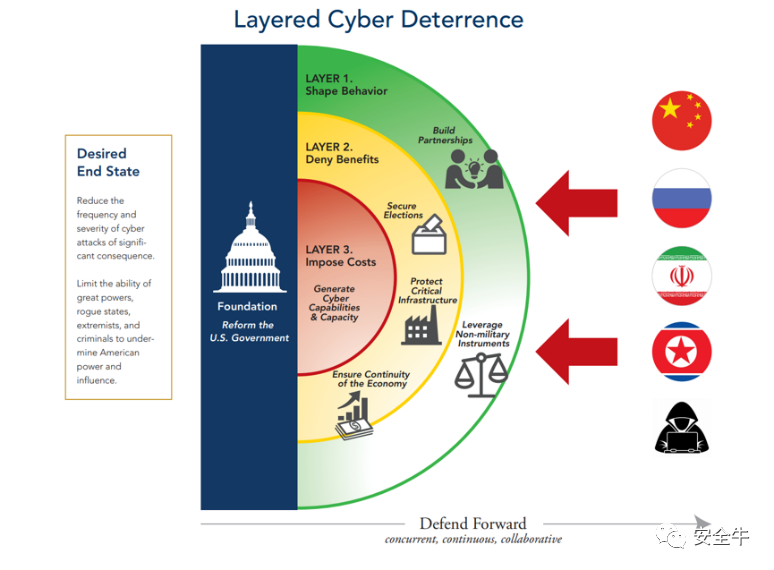 Layered Cyber Deterrence
Desired
End State
Reduce the
frequency and
severity of cyber
attacks of signifi-
cant consequence.
Limit the ability of
great powers,
rogue states,
extremists, and
criminals to under-
mine American
power and
influence.
Foundation
Reform the
U.S. Government
LAYER 1.
Shape Behavior
Build
Partnerships
Leverage
Non-military
Instruments
LAYER 2.
Deny Benefits
Secure
Elections
Protect
Critical
Infrastructure
Ensure Continuity
of the Economy
LAYER 3.
Impose Costs
Generate
Cyber
Capabilities
& Capacity
Defend Forward
concurrent, continuous, collaborative
安全牛